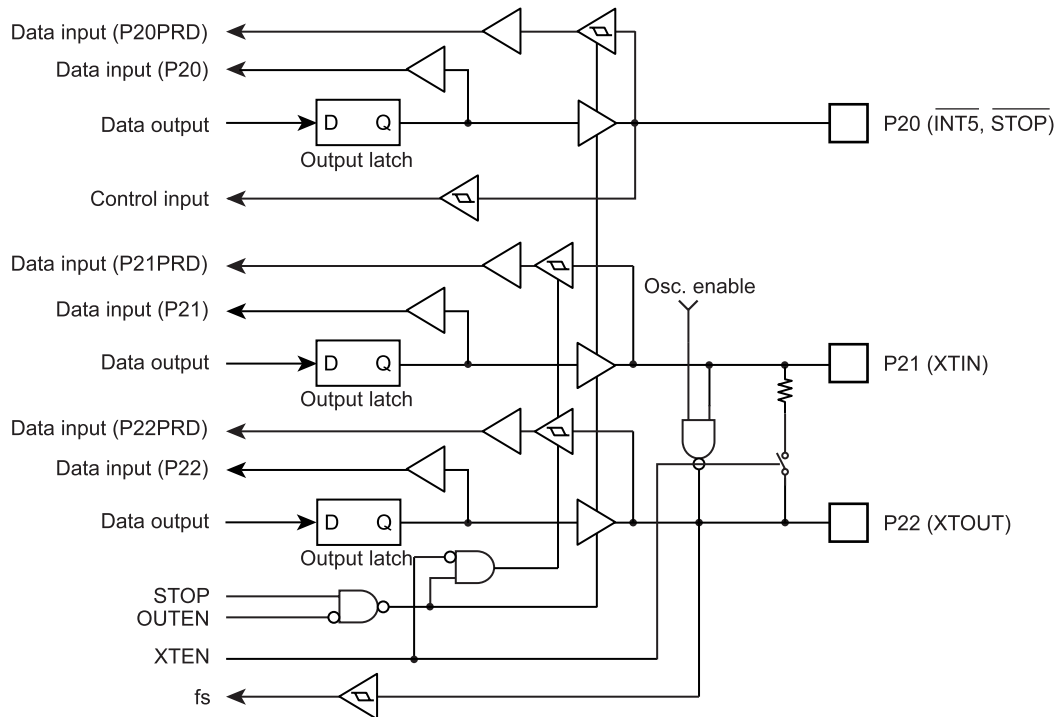 Data input (P20PRD)
Data input (P20)
Data output
D Q
Output latch
P20 (INT5, STOP)
Control input
Data input (P21PRD)
Osc. enable
Data input (P21)
Data output
D Q
Output latch
P21 (XTIN)
Data input (P22PRD)
Data input (P22)
Data output
D Q
Output latch
P22 (XTOUT)
STOP
OUTEN
XTEN
fs